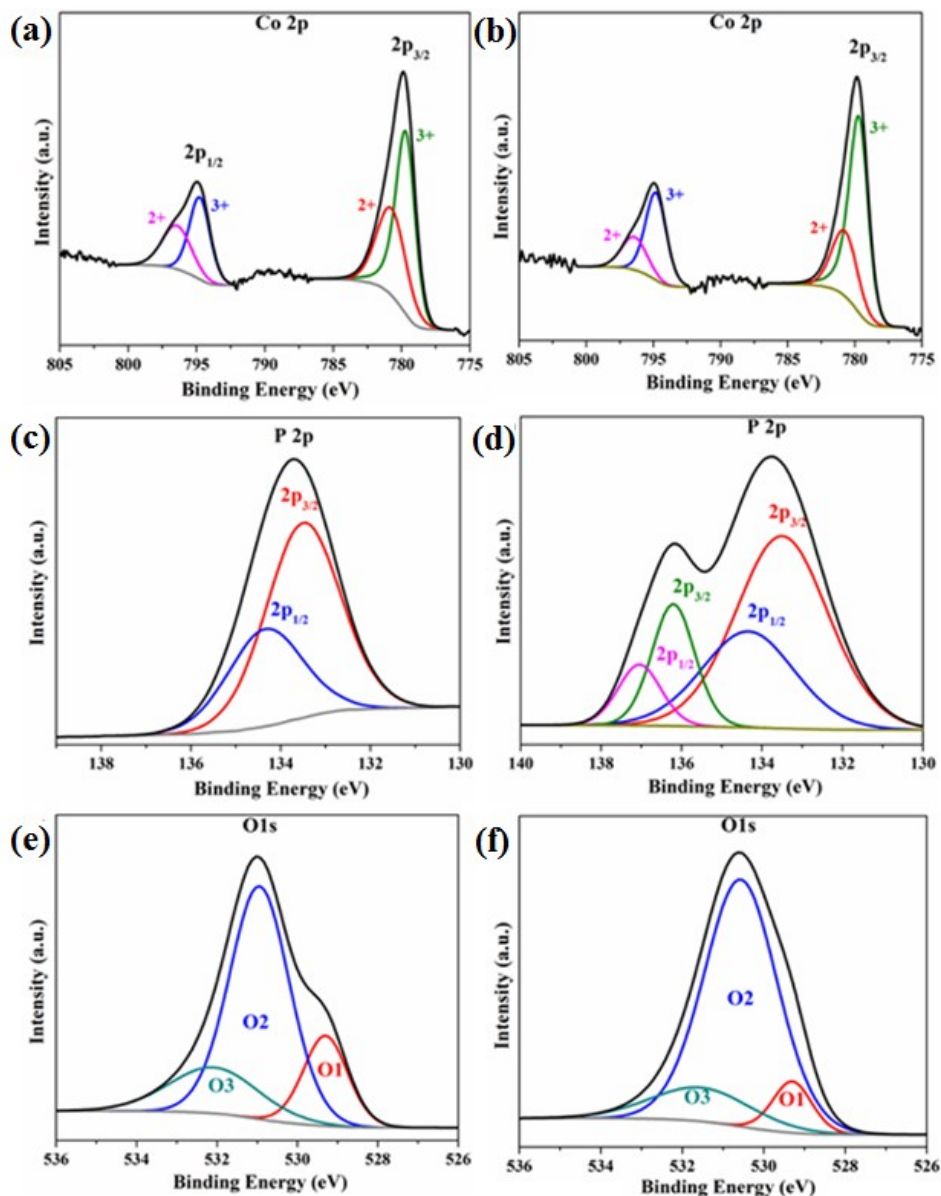 (a)
Co 2p
2p3/2
3+
2p1/2
2+
3+
2+
Intensity (a.u.)
805 800 795 790 785 780 775
Binding Energy (eV)
(b)
Co 2p
2p3/2
3+
2p1/2
3+
2+
2+
Intensity (a.u.)
805 800 795 790 785 780 775
Binding Energy (eV)
(c)
P 2p
2p3/2
2p1/2
Intensity (a.u.)
138 136 134 132 130
Binding Energy (eV)
(d)
P 2p
2p3/2
2p3/2
2p1/2
2p1/2
Intensity (a.u.)
140 138 136 134 132 130
Binding Energy (eV)
(e)
O1s
O2
O3
O1
Intensity (a.u.)
536 534 532 530 528 526
Binding Energy (eV)
(f)
O1s
O2
O3
O1
Intensity (a.u.)
536 534 532 530 528 526
Binding Energy (eV)